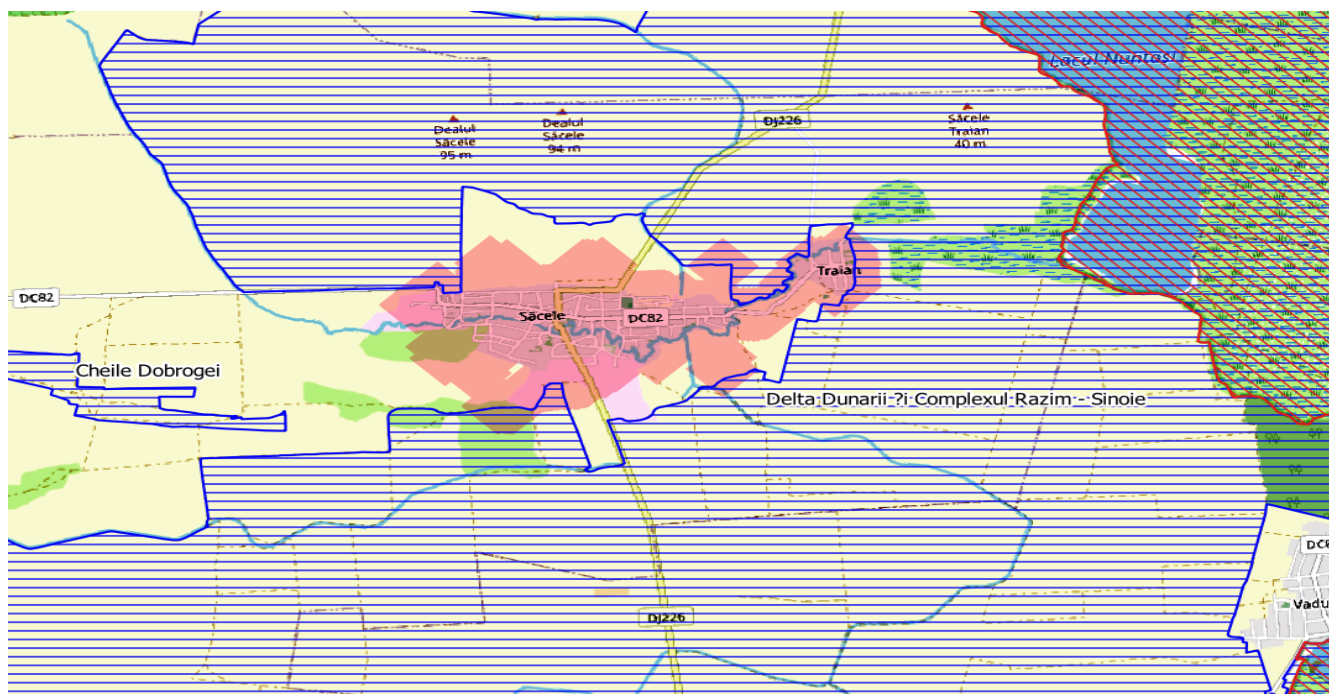 Lacul Nuntași
DJ226
Dealul
Săcele
95 m
Dealul
Săcele
94 m
Săcele
Traian
40 m
Traian
DC82
Săcele
DC82
Cheile Dobrogei
Delta Dunarii ?i Complexul Razim - Sinoie
DJ226
Vadu